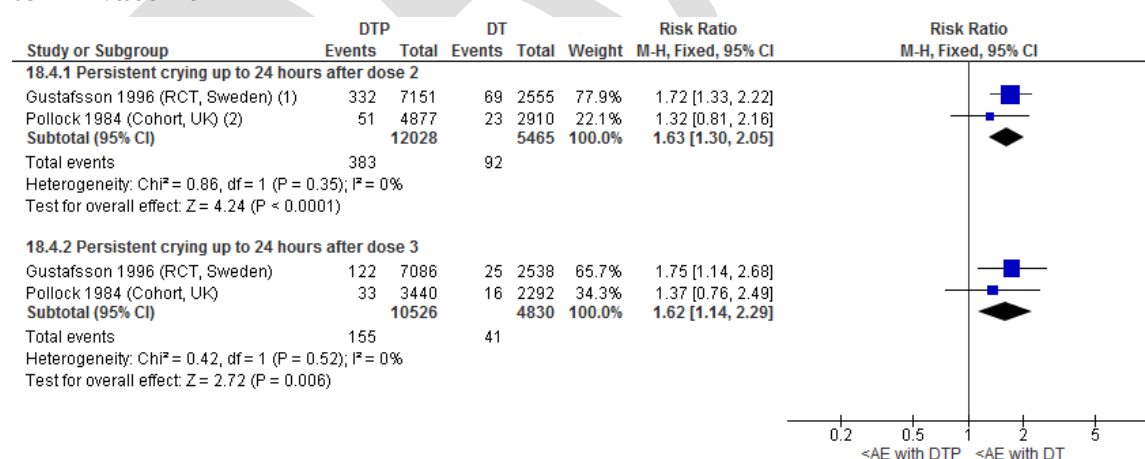 DTP DT Risk Ratio Risk Ratio
Study or Subgroup Events Total Events Total Weight M-H, Fixed, 95% CI M-H, Fixed, 95% CI
18.4.1 Persistent crying up to 24 hours after dose 2
Gustafsson 1996 (RCT, Sweden) (1) 332 7151 69 2555 77.9% 1.72 [1.33, 2.22]
Pollock 1984 (Cohort, UK) (2) 51 4877 23 2910 22.1% 1.32 [0.81, 2.16]
Subtotal (95% CI) 12028 5465 100.0% 1.63 [1.30, 2.05]
Total events 383 92
Heterogeneity: Chi² = 0.86, df = 1 (P = 0.35); I² = 0%
Test for overall effect: Z = 4.24 (P < 0.0001)
18.4.2 Persistent crying up to 24 hours after dose 3
Gustafsson 1996 (RCT, Sweden) 122 7086 25 2538 65.7% 1.75 [1.14, 2.68]
Pollock 1984 (Cohort, UK) 33 3440 16 2292 34.3% 1.37 [0.76, 2.49]
Subtotal (95% CI) 10526 4830 100.0% 1.62 [1.14, 2.29]
Total events 155 41
Heterogeneity: Chi² = 0.42, df = 1 (P = 0.52); I² = 0%
Test for overall effect: Z = 2.72 (P = 0.006)
0.2 0.5 1 2 5
<AE with DTP <AE with DT